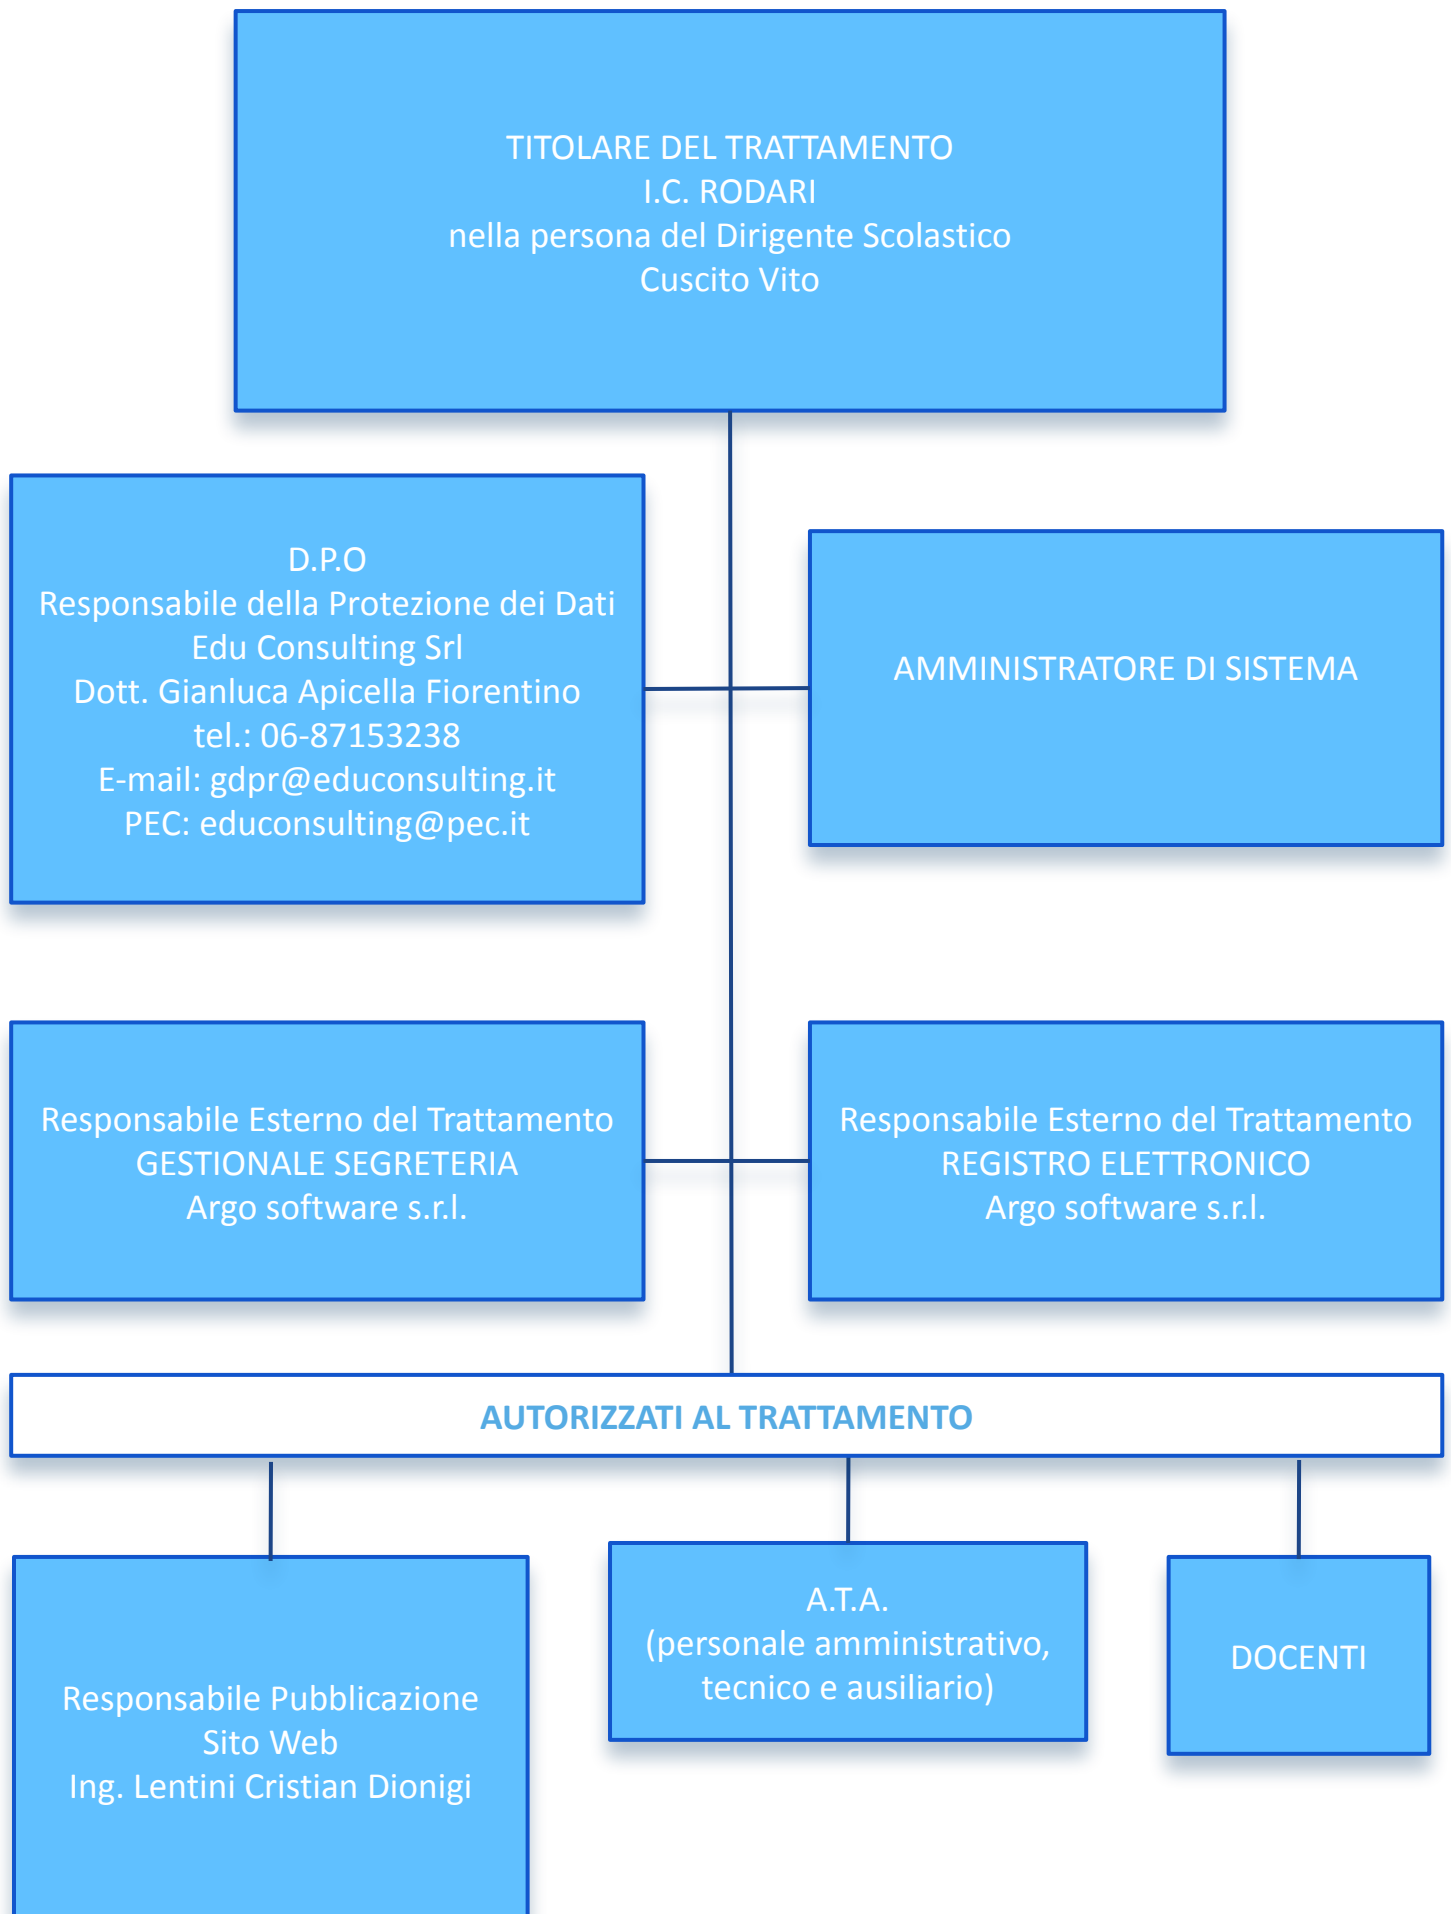 TITOLARE DEL TRATTAMENTO
I.C. RODARI
nella persona del Dirigente Scolastico
Cuscito Vito
D.P.O
Responsabile della Protezione dei Dati
Edu Consulting Srl
Dott. Gianluca Apicella Fiorentino
tel.: 06-87153238
E-mail: gdpr@educonsulting.it
PEC: educonsulting@pec.it
AMMINISTRATORE DI SISTEMA
Responsabile Esterno del Trattamento
GESTIONALE SEGRETERIA
Argo software s.r.l.
Responsabile Esterno del Trattamento
REGISTRO ELETTRONICO
Argo software s.r.l.
AUTORIZZATI AL TRATTAMENTO
Responsabile Pubblicazione
Sito Web
Ing. Lentini Cristian Dionigi
A.T.A.
(personale amministrativo,
tecnico e ausiliario)
DOCENTI